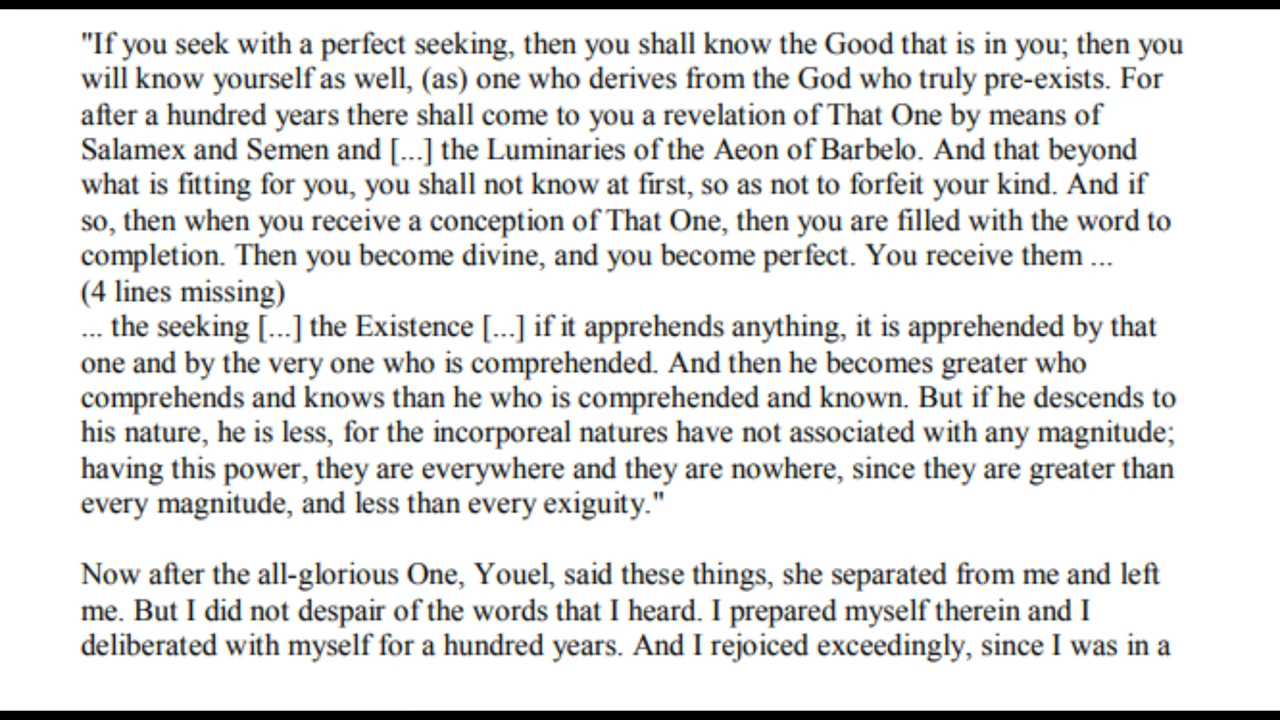 "If you seek with a perfect seeking, then you shall know the Good that is in you; then you
will know yourself as well, (as) one who derives from the God who truly pre-exists. For
after a hundred years there shall come to you a revelation of That One by means of
Salamex and Semen and [...] the Luminaries of the Aeon of Barbelo. And that beyond
what is fitting for you, you shall not know at first, so as not to forfeit your kind. And if
so, then when you receive a conception of That One, then you are filled with the word to
completion. Then you become divine, and you become perfect. You receive them ...
(4 lines missing)
... the seeking [...] the Existence [...] if it apprehends anything, it is apprehended by that
one and by the very one who is comprehended. And then he becomes greater who
comprehends and knows than he who is comprehended and known. But if he descends to
his nature, he is less, for the incorporeal natures have not associated with any magnitude;
having this power, they are everywhere and they are nowhere, since they are greater than
every magnitude, and less than every exiguity."
Now after the all-glorious One, Youel, said these things, she separated from me and left
me. But I did not despair of the words that I heard. I prepared myself therein and I
deliberated with myself for a hundred years. And I rejoiced exceedingly, since I was in a